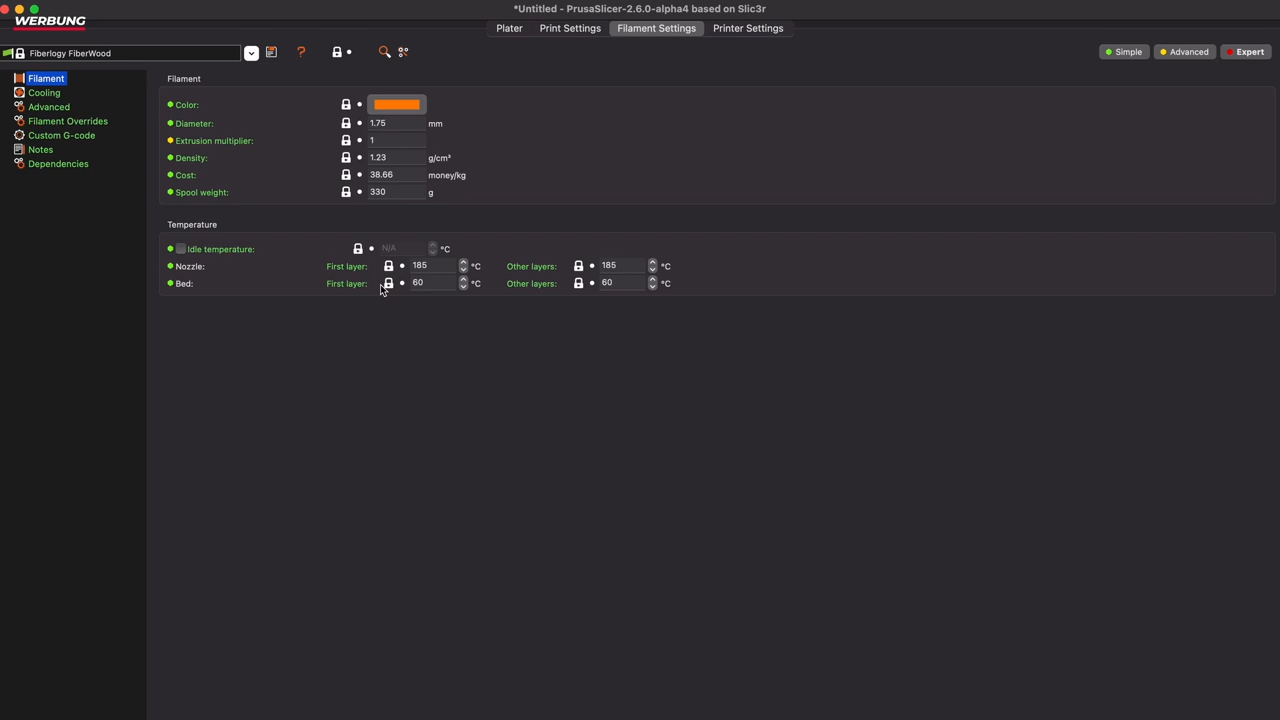 *Untitled - PrusaSlicer-2.6.0-alpha4 based on Slic3r
WERBUNG
Plater Print Settings Filament Settings Printer Settings
Fiberlogy FiberWood ? Simple Advanced Expert
Filament
Cooling
Advanced
Filament Overrides
Custom G-code
Notes
Dependencies
Filament
Color:
Diameter: 1.75 mm
Extrusion multiplier: 1
Density: 1.23 g/cm³
Cost: 38.66 money/kg
Spool weight: 330 g
Temperature
Idle temperature: N/A °C
Nozzle: First layer: 185 °C Other layers: 185 °C
Bed: First layer: 60 °C Other layers: 60 °C